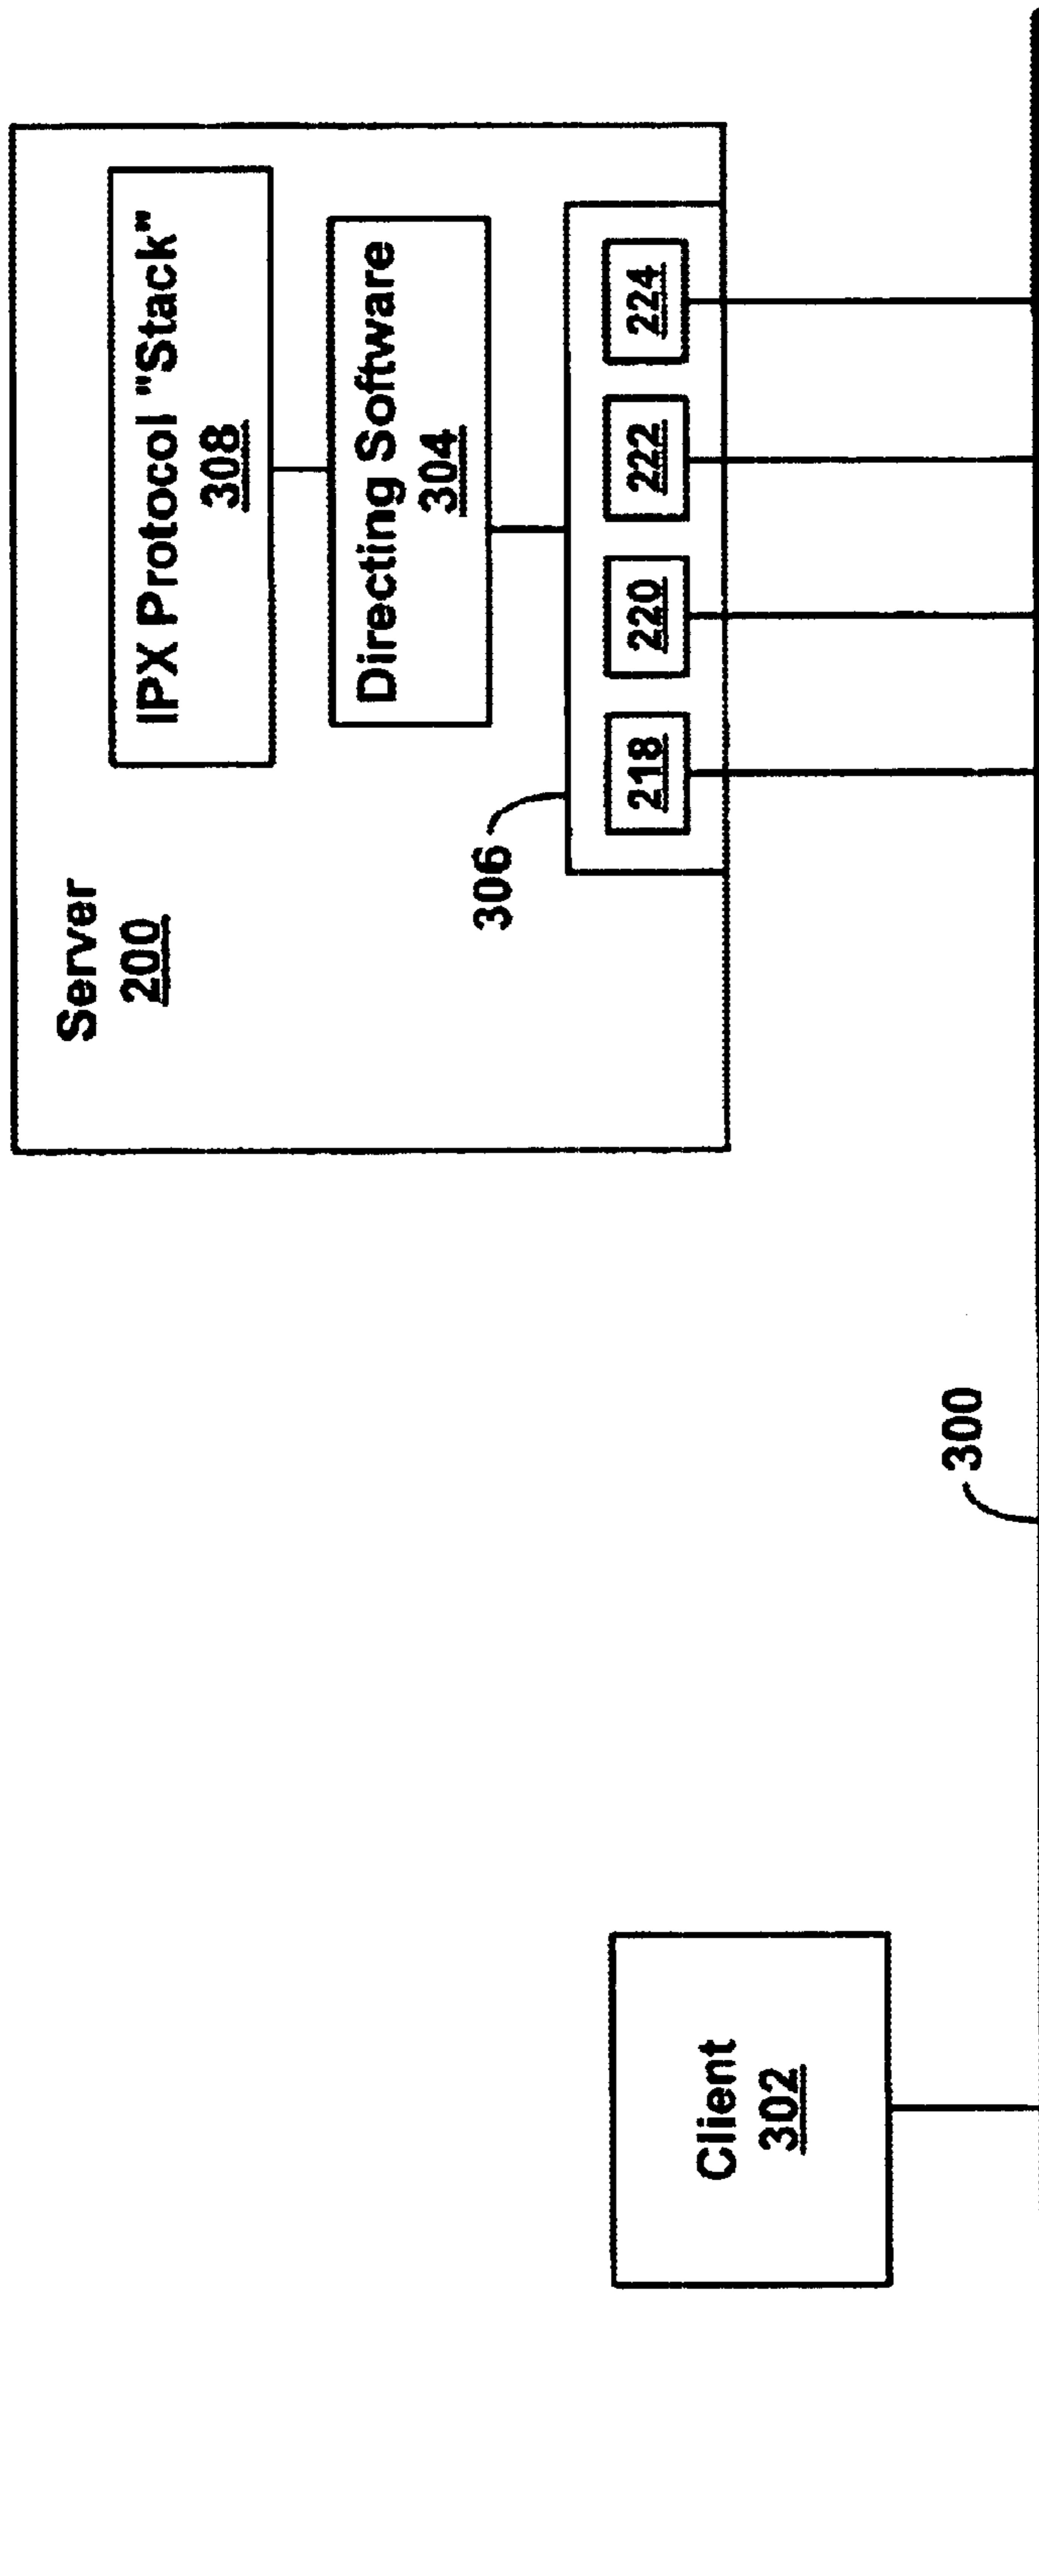 Server
200
IPX Protocol "Stack"
308
Directing Software
304
306
218
220
222
224
300
Client
302